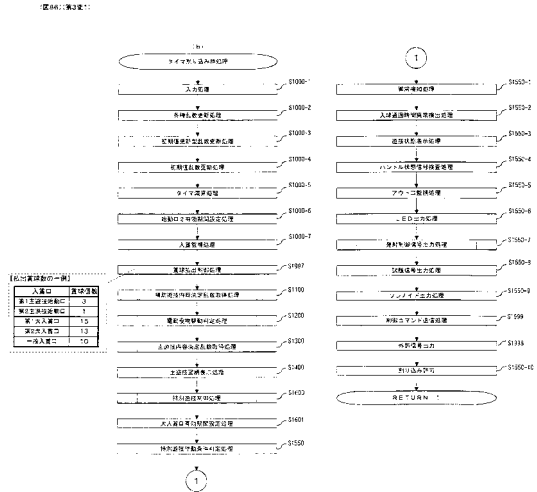 (図86)(第3実1)
(b)
タイマ割り込み時処理
入力処理
S1000-1
外周乱数更新処理
S1000-2
初期値更新型乱数更新処理
S1000-3
初期値乱数更新処理
S1000-4
タイマ減算処理
S1000-5
始動口2有効期間設定処理
S1000-6
入賞監視処理
S1000-7
賞球払出制御処理
S1997
補助遊技内容決定乱数取得処理
S1100
電動役物駆動判定処理
S1200
主遊技内容決定乱数取得処理
S1300
主遊技図柄表示処理
S1400
特別遊技制御処理
S1600
大入賞口有効期間設定処理
S1601
特別遊技作動条件判定処理
S1550
1
【払出賞球数の一例】
入賞口 賞球個数
第1主遊技始動口 3
第2主遊技始動口 1
第1大入賞口 15
第2大入賞口 13
一般入賞口 10
1
異常検知処理
S1550-1
入球通過時間異常検出処理
S1550-2
遊技状態表示処理
S1550-3
ハンドル状態信号検査処理
S1550-4
アウト口監視処理
S1550-5
LED出力処理
S1550-6
発射制御信号出力処理
S1550-7
試験信号出力処理
S1550-8
ソレノイド出力処理
S1550-9
制御コマンド送信処理
S1999
外部信号出力
割り込み許可
S1550-10
RETURN